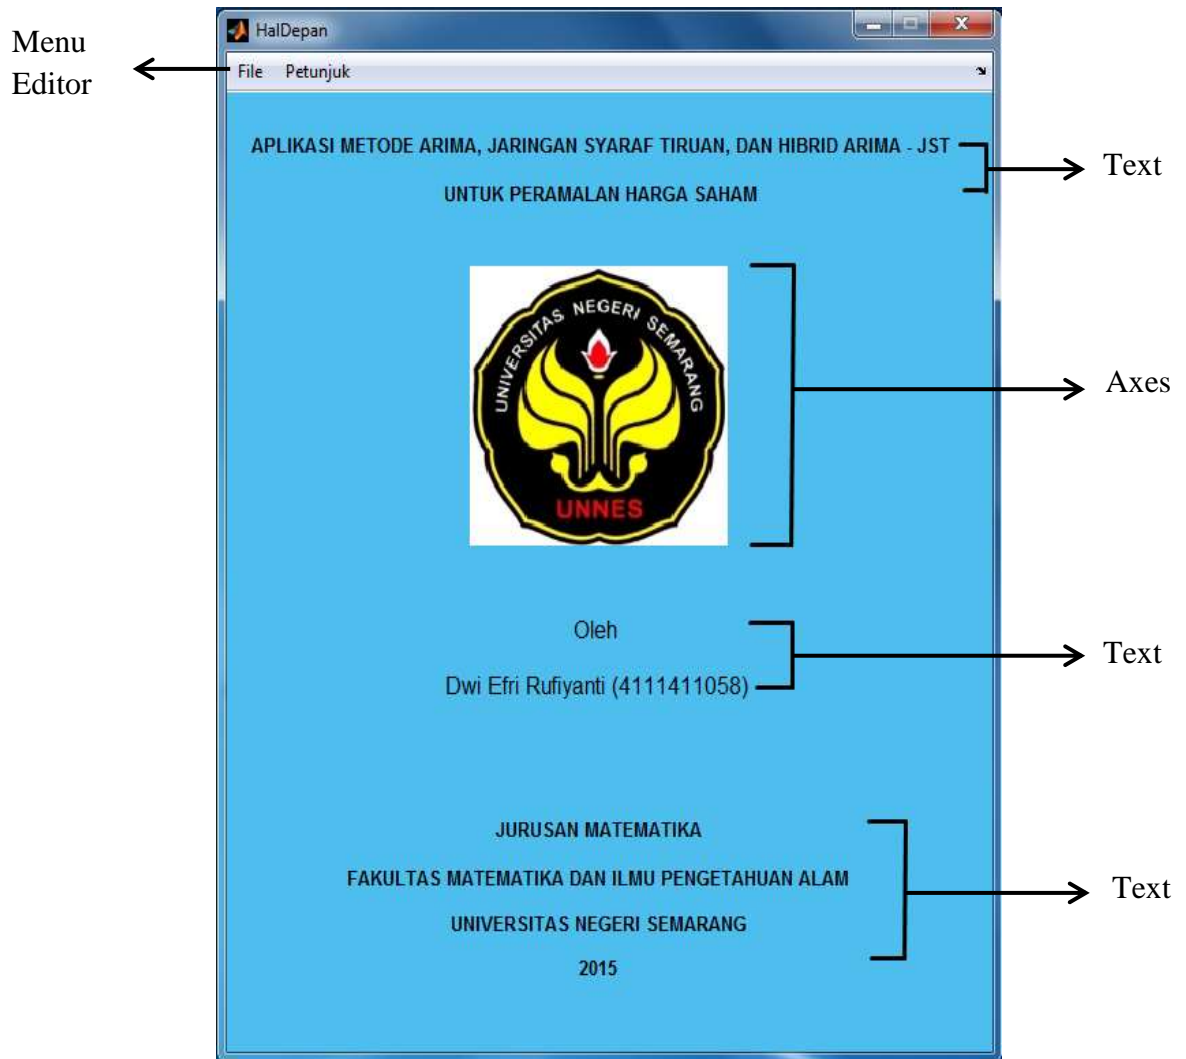 Menu
Editor
HalDepan
File Petunjuk
APLIKASI METODE ARIMA, JARINGAN SYARAF TIRUAN, DAN HIBRID ARIMA - JST
UNTUK PERAMALAN HARGA SAHAM
Text
UNIVERSITAS NEGERI SEMARANG
UNNES
Axes
Oleh
Dwi Efri Rufiyanti (4111411058)
Text
JURUSAN MATEMATIKA
FAKULTAS MATEMATIKA DAN ILMU PENGETAHUAN ALAM
UNIVERSITAS NEGERI SEMARANG
2015
Text